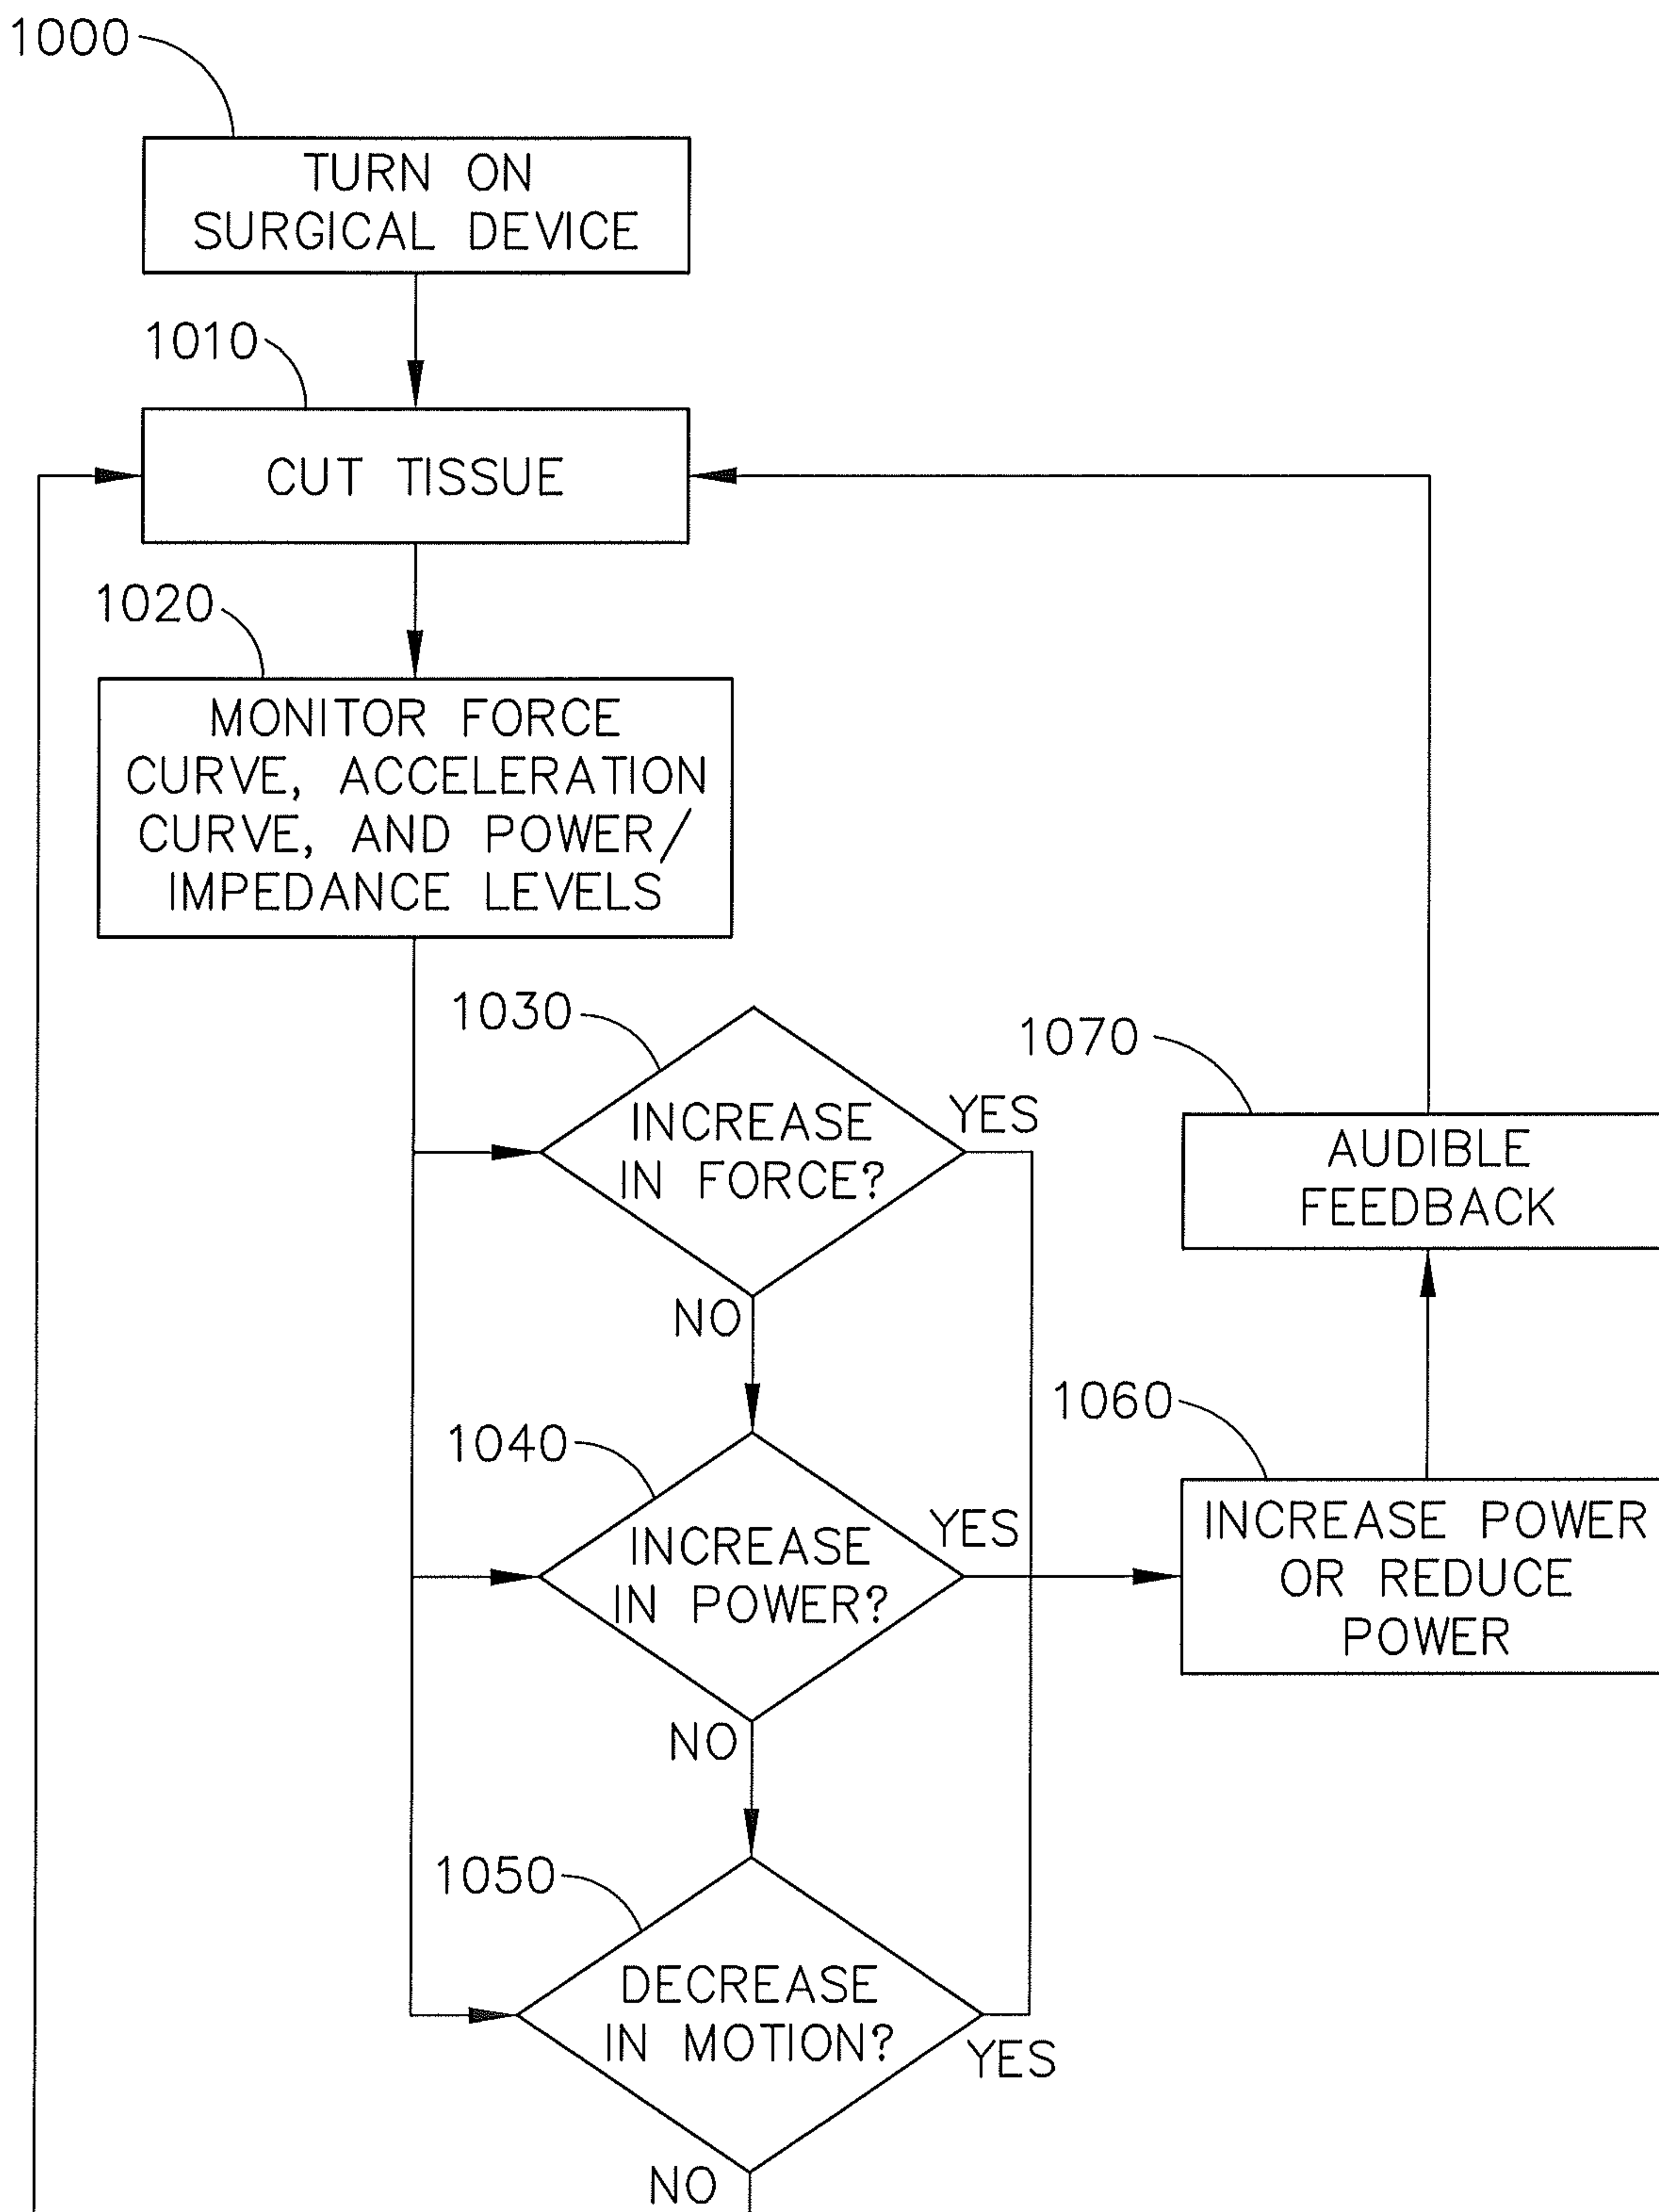 1000
TURN ON
SURGICAL DEVICE
1010
CUT TISSUE
1020
MONITOR FORCE
CURVE, ACCELERATION
CURVE, AND POWER/
IMPEDANCE LEVELS
1030
INCREASE
IN FORCE?
YES
NO
1070
AUDIBLE
FEEDBACK
1040
INCREASE
IN POWER?
YES
NO
1060
INCREASE POWER
OR REDUCE
POWER
1050
DECREASE
IN MOTION?
YES
NO